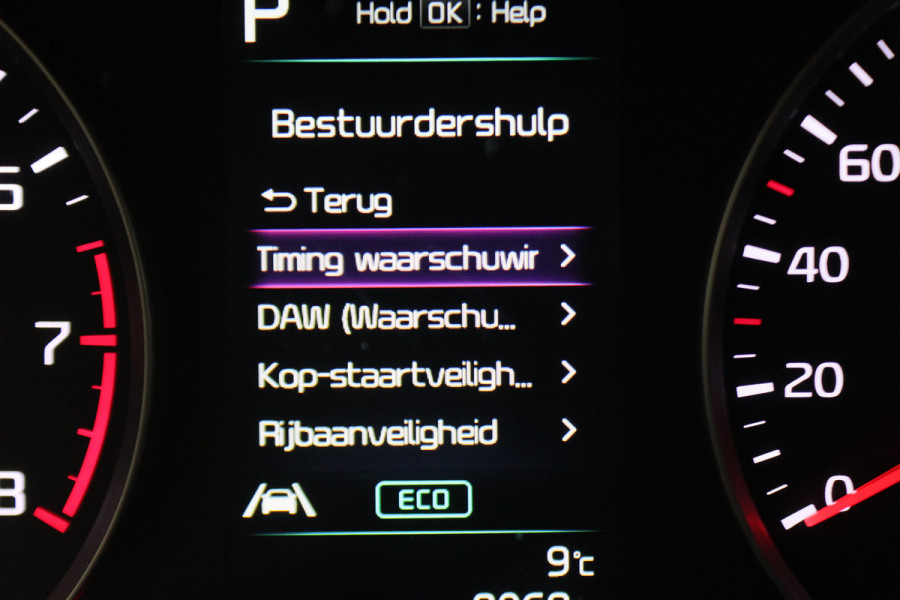 P
Hold OK : Help
Bestuurdershulp
Terug
Timing waarschuwir
DAW (Waarschu...
Kop-staartveiligh...
Rijbaanveiligheid
ECO
9°C
7
8
60
40
20
0